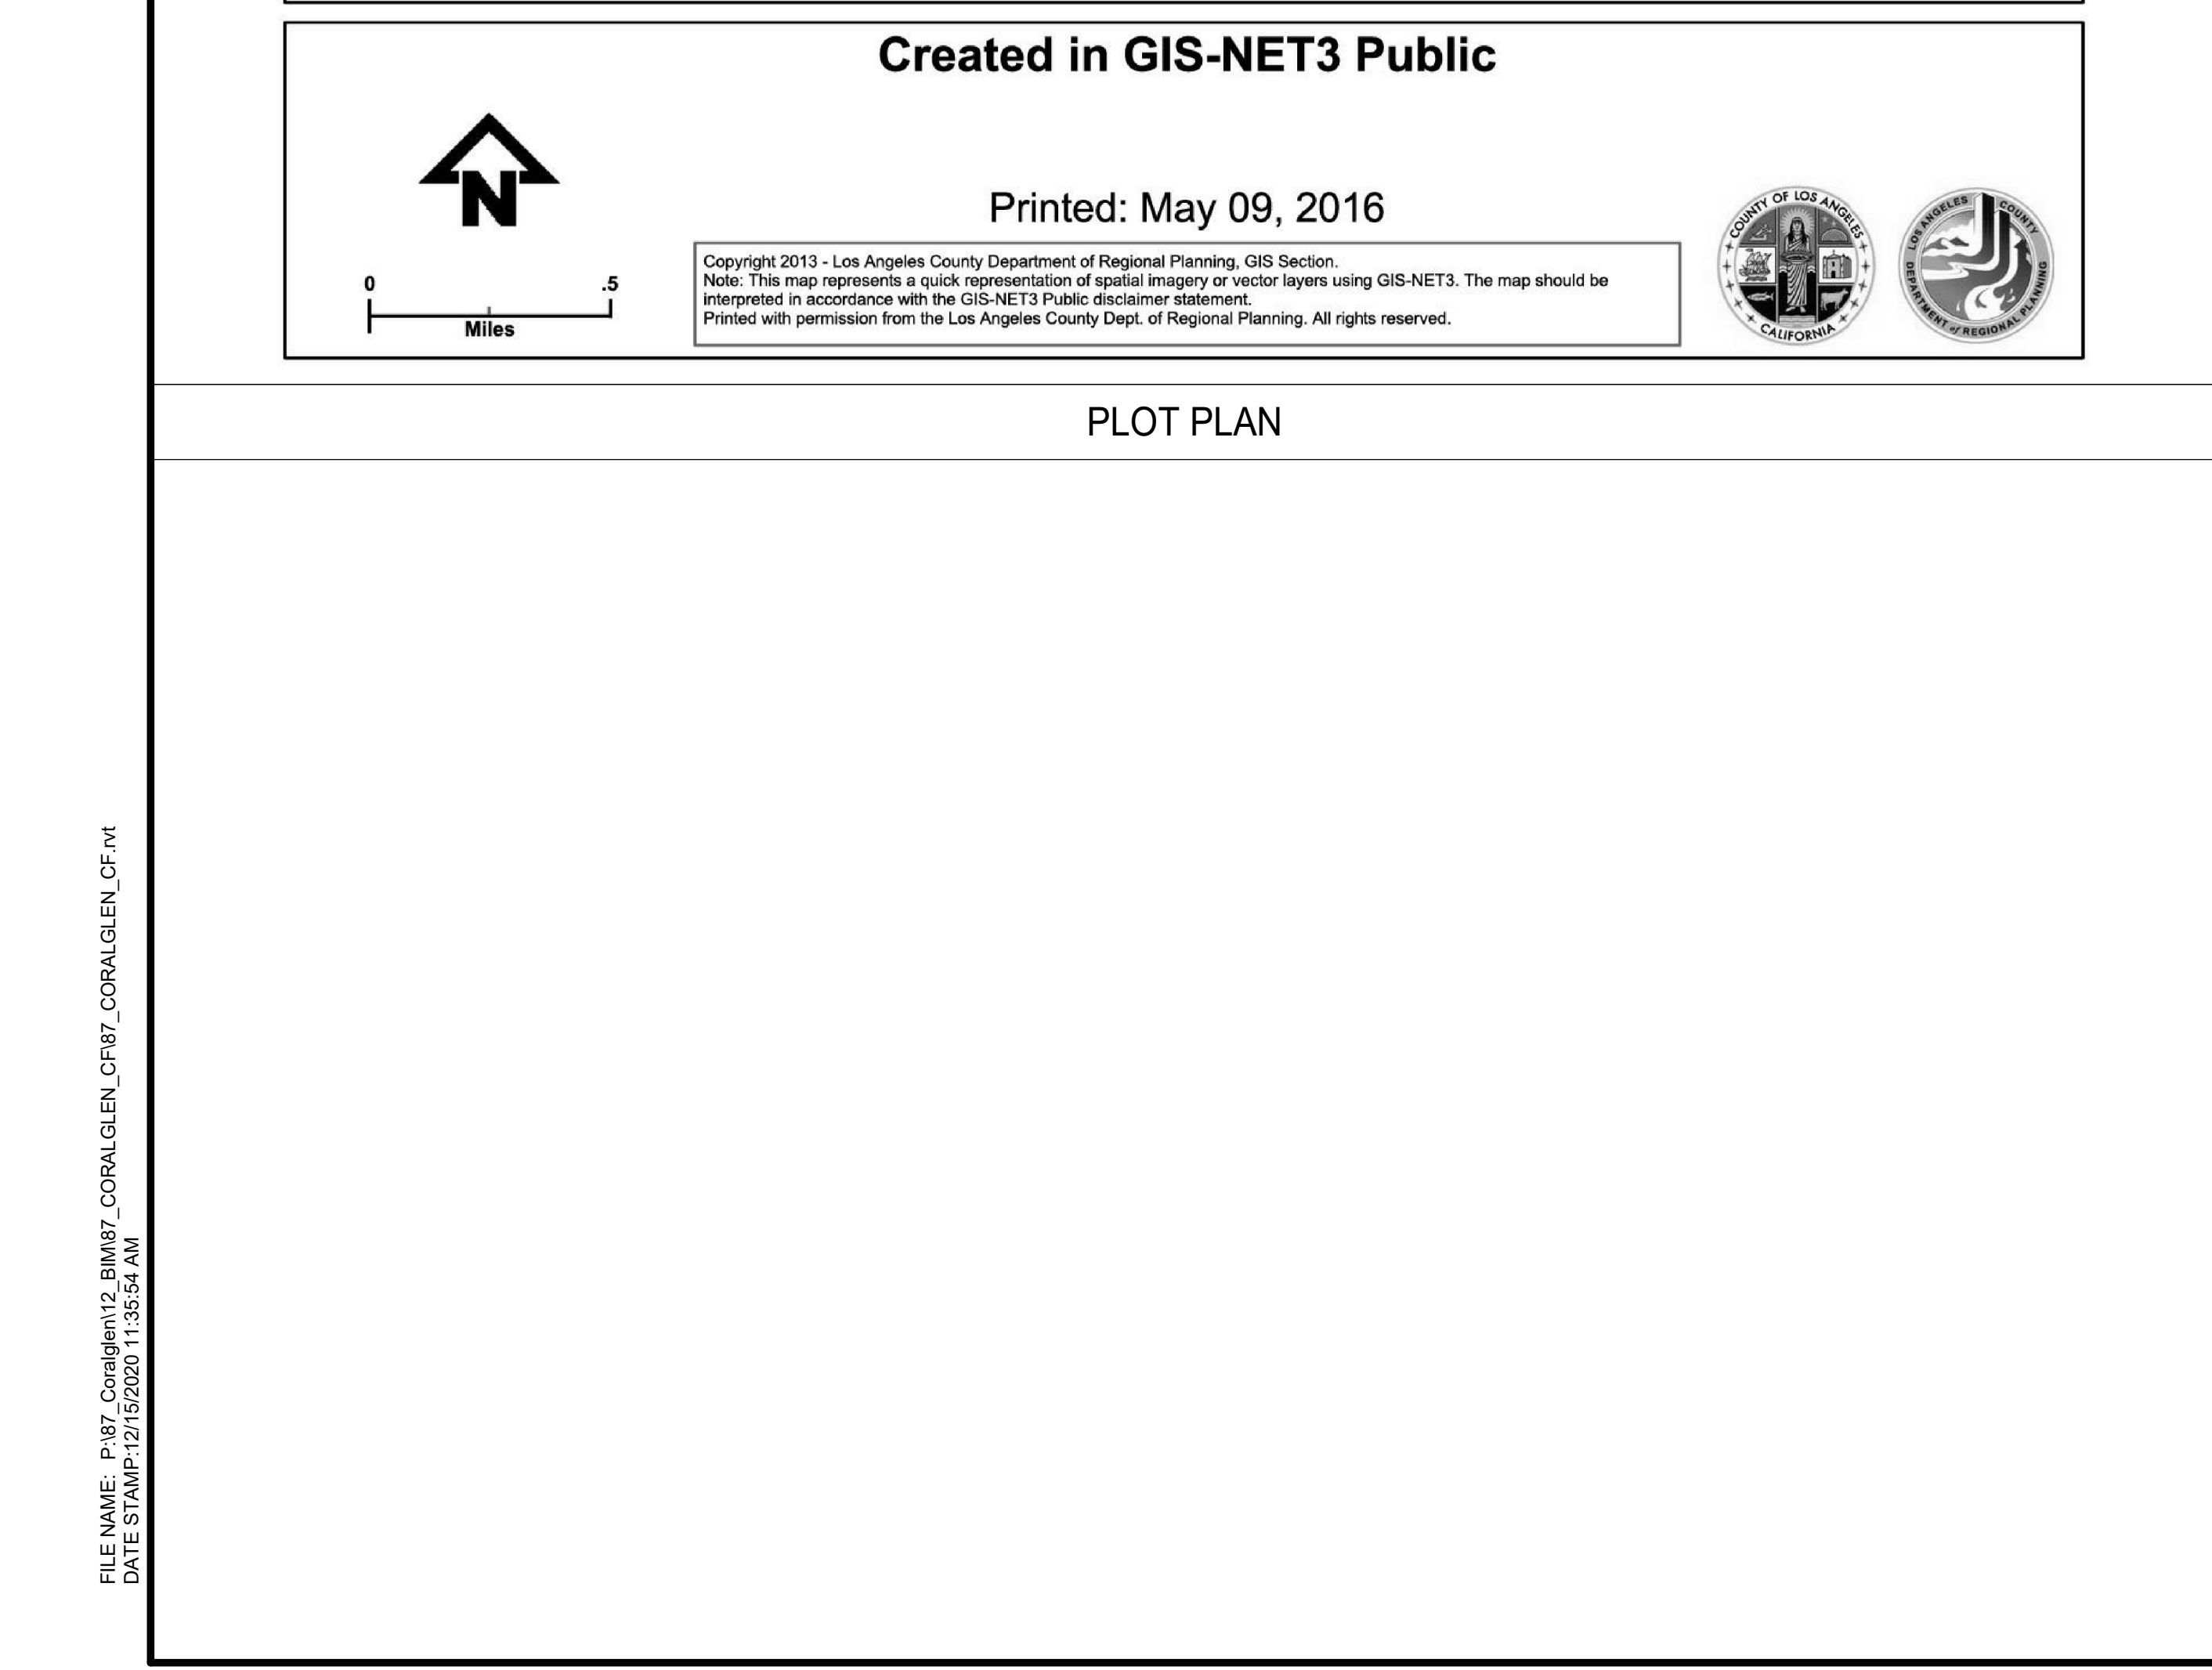 Created in GIS-NET3 Public
N
Printed: May 09, 2016
Copyright 2013 - Los Angeles County Department of Regional Planning, GIS Section.
Note: This map represents a quick representation of spatial imagery or vector layers using GIS-NET3. The map should be
interpreted in accordance with the GIS-NET3 Public disclaimer statement.
Printed with permission from the Los Angeles County Dept. of Regional Planning. All rights reserved.
0 .5
Miles
COUNTY OF LOS ANGELES
CALIFORNIA
LOS ANGELES COUNTY
DEPARTMENT of REGIONAL PLANNING
PLOT PLAN
FILE NAME: P:\87_Coralglen\12_BIM\87_CORALGLEN_CF\87_CORALGLEN_CF.rvt
DATE STAMP:12/15/2020 11:35:54 AM